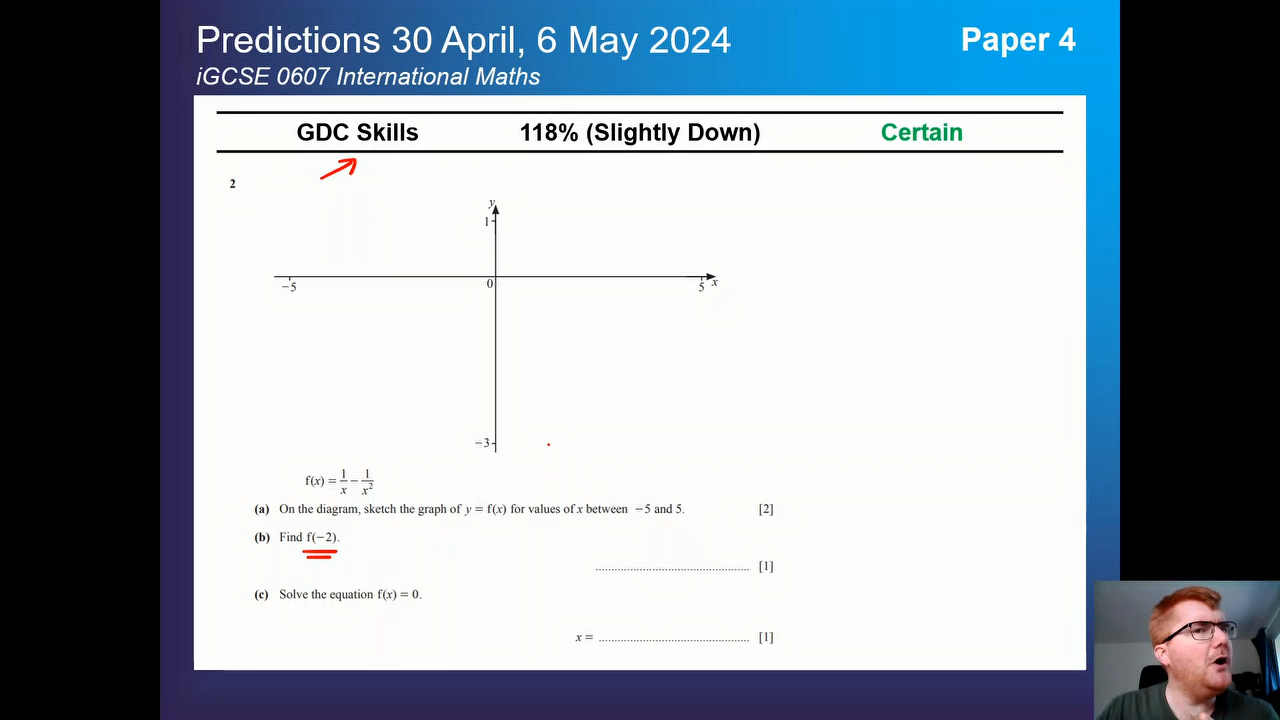 Predictions 30 April, 6 May 2024
Paper 4
iGCSE 0607 International Maths
GDC Skills 118% (Slightly Down) Certain
2
y
1
−5 0 5 x
−3
f(x) = 1/x − 1/x²
(a) On the diagram, sketch the graph of y = f(x) for values of x between −5 and 5. [2]
(b) Find f(−2).
.................................................. [1]
(c) Solve the equation f(x) = 0.
x = .................................................. [1]